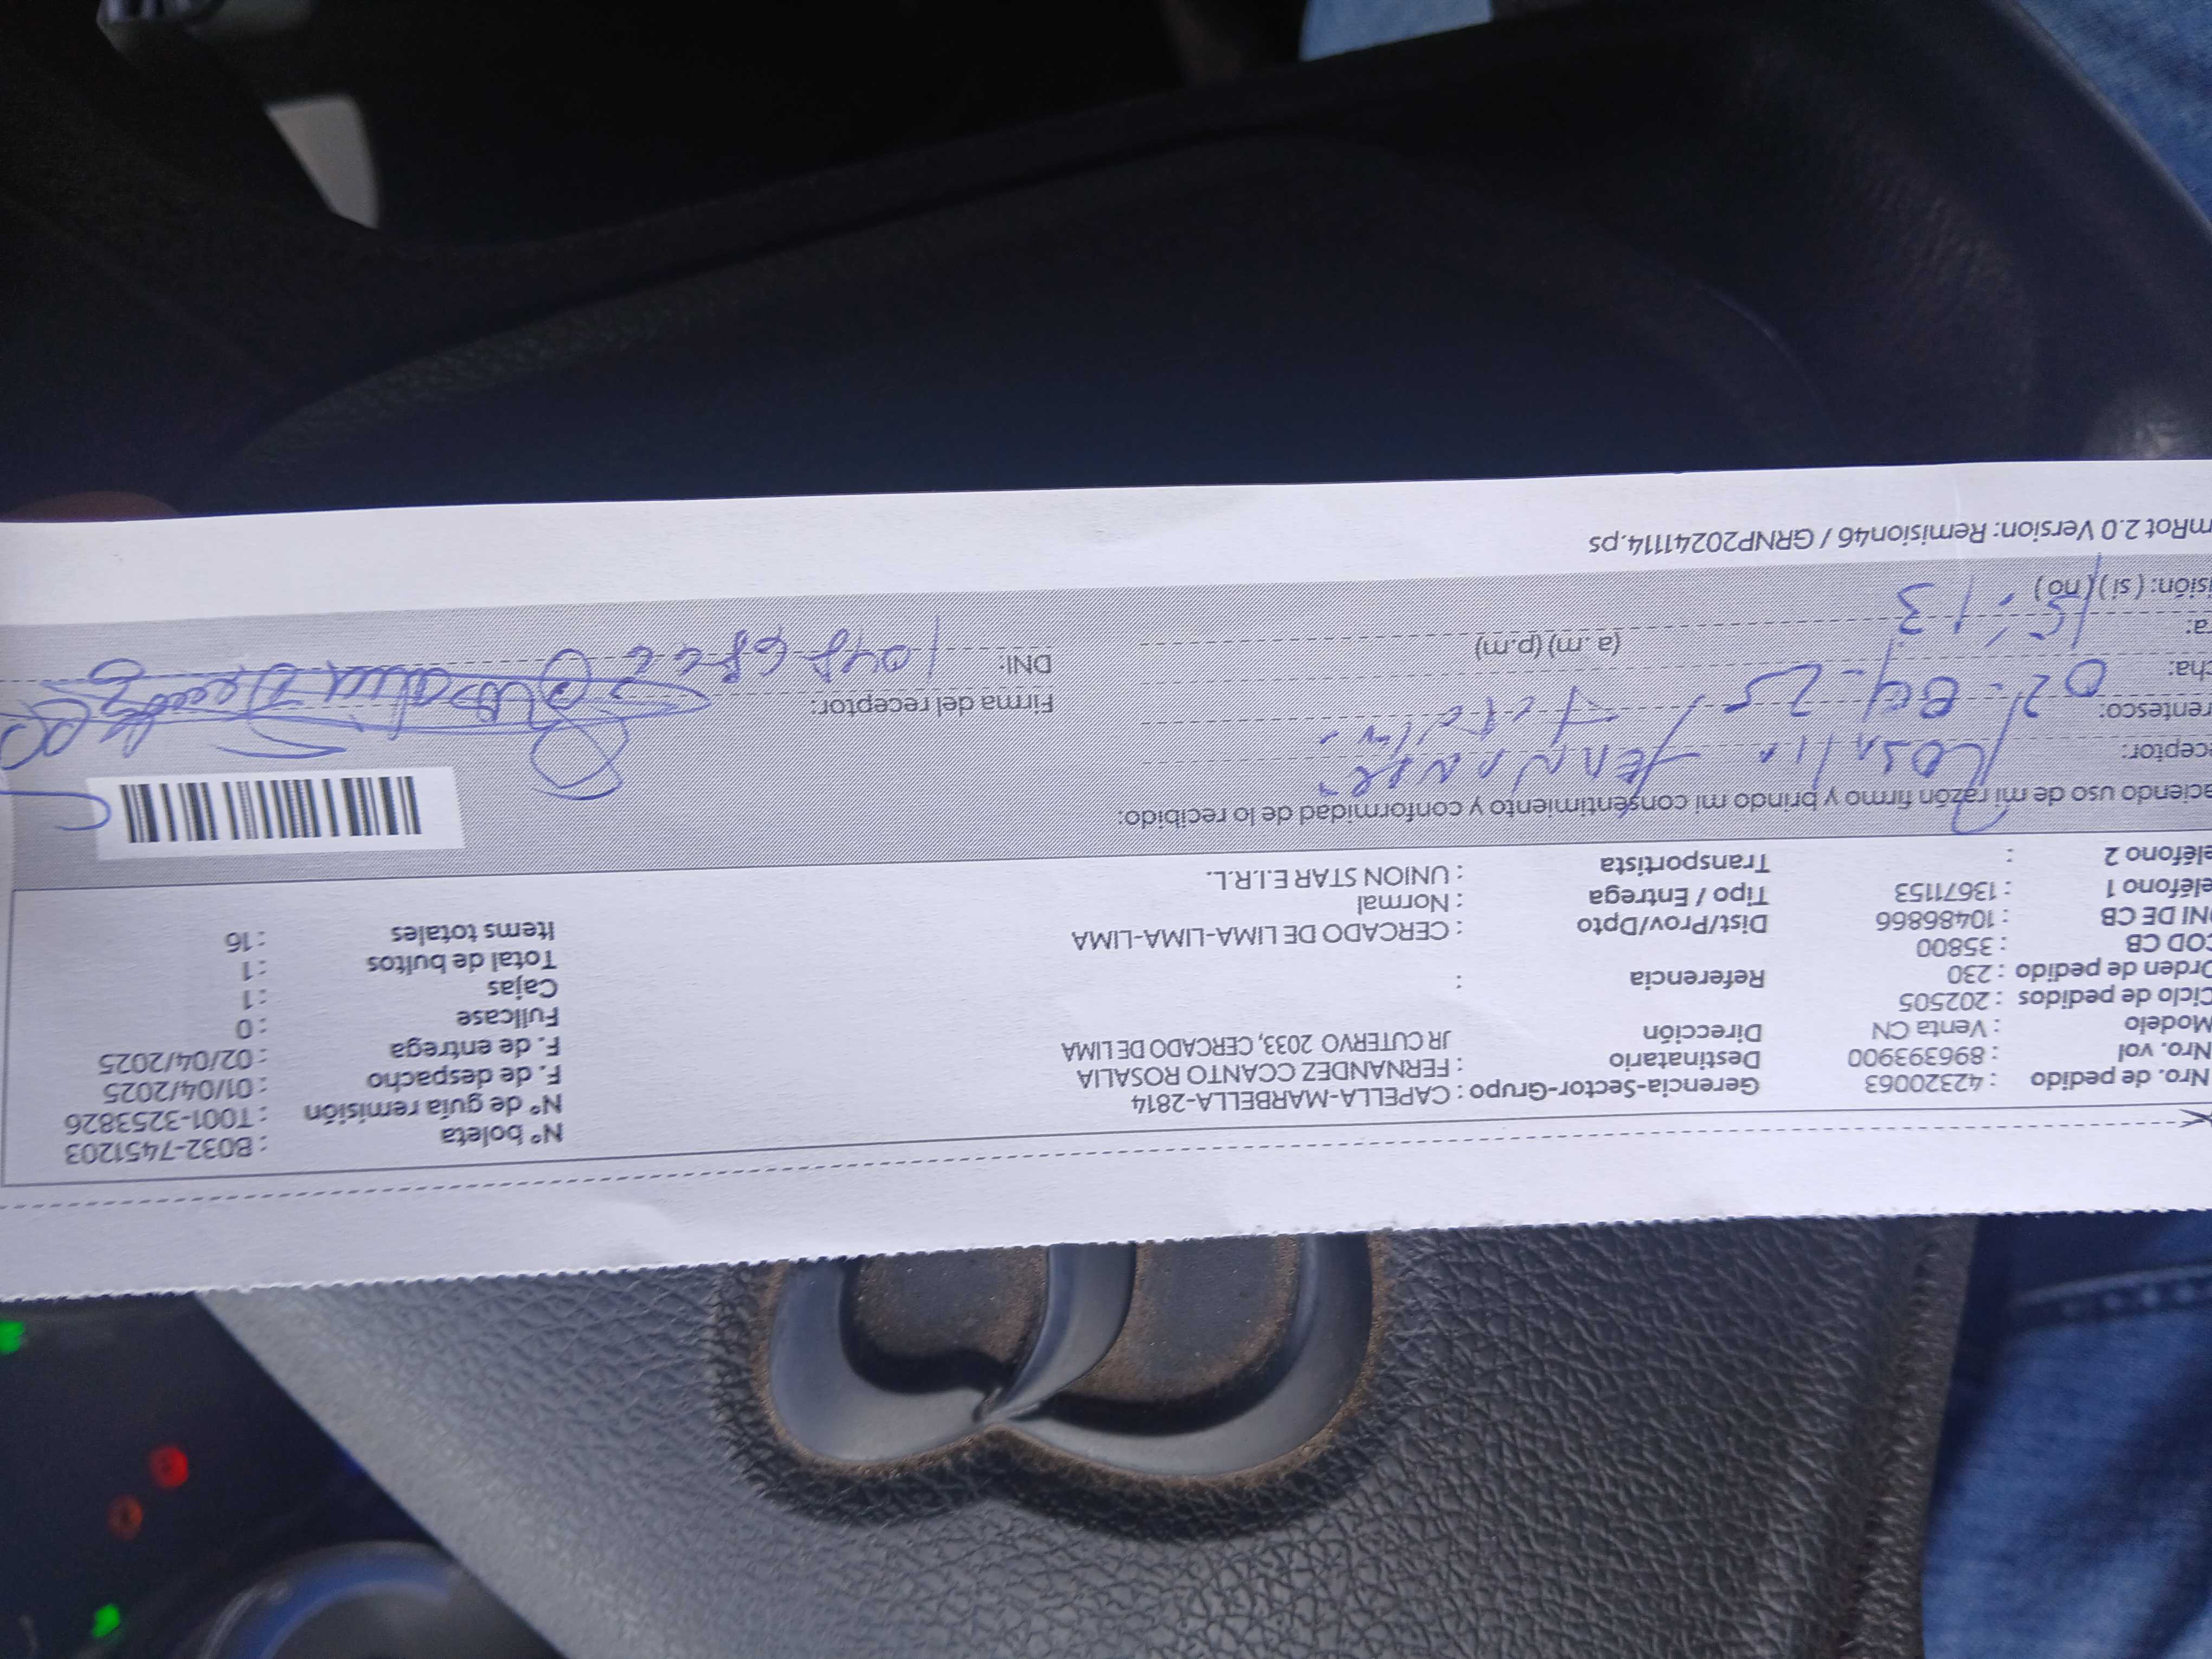 Nro. de pedido : 42320063 Gerencia-Sector-Grupo : CAPELLA-MARBELLA-2814 N° boleta : B032-7451203
Nro. vol : 896393900 Destinatario : FERNANDEZ CCANTO ROSALIA N° de guía remisión : T001-3253826
Modelo : Venta CN Dirección JR CUTERVO 2033, CERCADO DE LIMA F. de despacho : 01/04/2025
Ciclo de pedidos : 202505 F. de entrega : 02/04/2025
Orden de pedido : 230 Referencia : Fullcase : 0
COD CB : 35800 Cajas : 1
DNI DE CB : 10486866 Dist/Prov/Dpto : CERCADO DE LIMA-LIMA-LIMA Total de bultos : 1
eléfono 1 : 13671153 Tipo / Entrega : Normal Items totales : 16
eléfono 2 : Transportista : UNION STAR E.I.R.L.
aciendo uso de mi razón firmo y brindo mi consentimiento y conformidad de lo recibido:
ceptor: Rosalia Fernandez
rentesco: Titular Firma del receptor:
cha: 02-04-25 DNI: 10486866
ra: 15:13 (a. m) (p.m)
isión: ( si ) ( no )
mRot 2.0 Version: Remision46 / GRNP20241114.ps